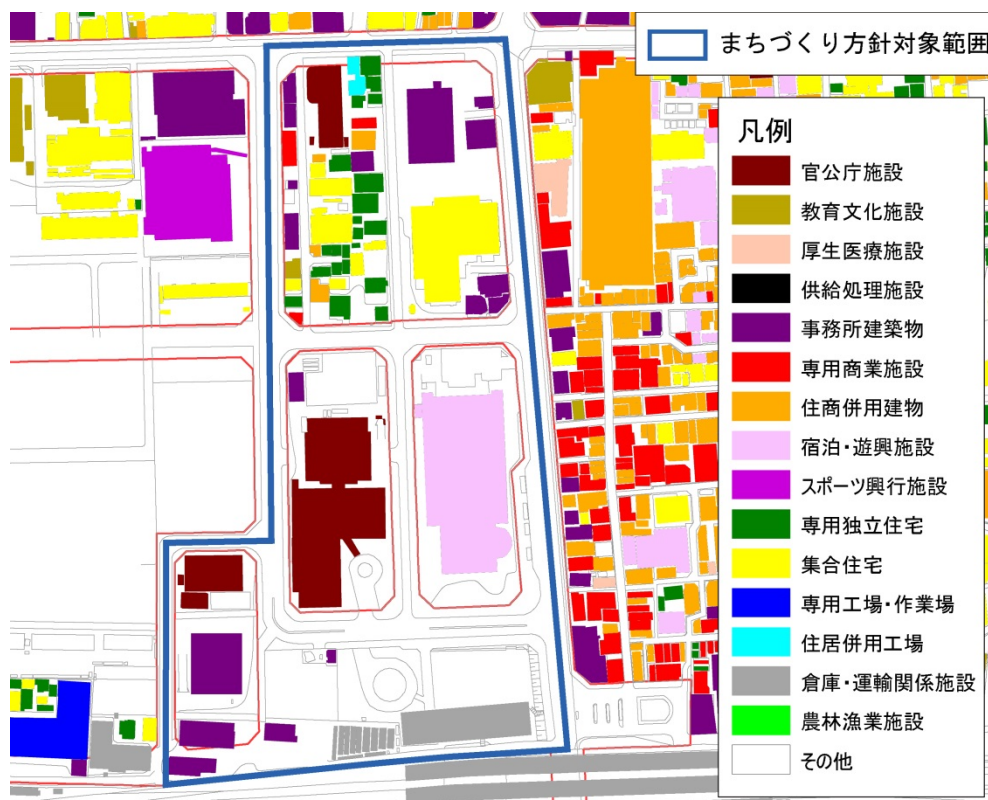 まちづくり方針対象範囲
凡例
官公庁施設
教育文化施設
厚生医療施設
供給処理施設
事務所建築物
専用商業施設
住商併用建物
宿泊・遊興施設
スポーツ興行施設
専用独立住宅
集合住宅
専用工場・作業場
住居併用工場
倉庫・運輸関係施設
農林漁業施設
その他